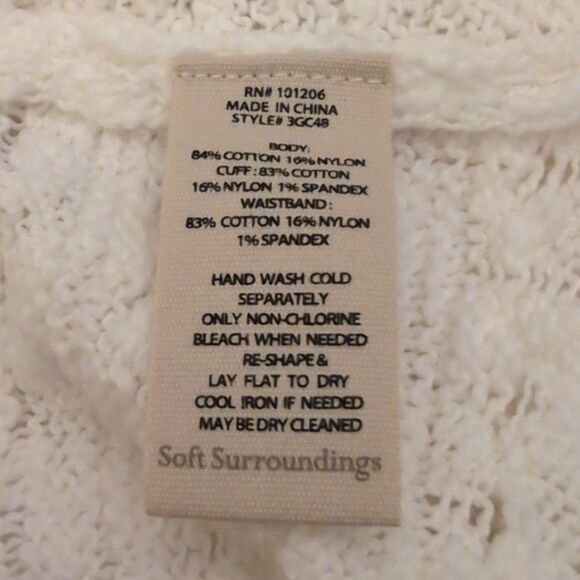 RN# 101206
MADE IN CHINA
STYLE# 3GC48
BODY:
84% COTTON 16% NYLON
CUFF: 83% COTTON
16% NYLON 1% SPANDEX
WAISTBAND:
83% COTTON 16% NYLON
1% SPANDEX
HAND WASH COLD
SEPARATELY
ONLY NON-CHLORINE
BLEACH WHEN NEEDED
RE-SHAPE &
LAY FLAT TO DRY
COOL IRON IF NEEDED
MAY BE DRY CLEANED
Soft Surroundings